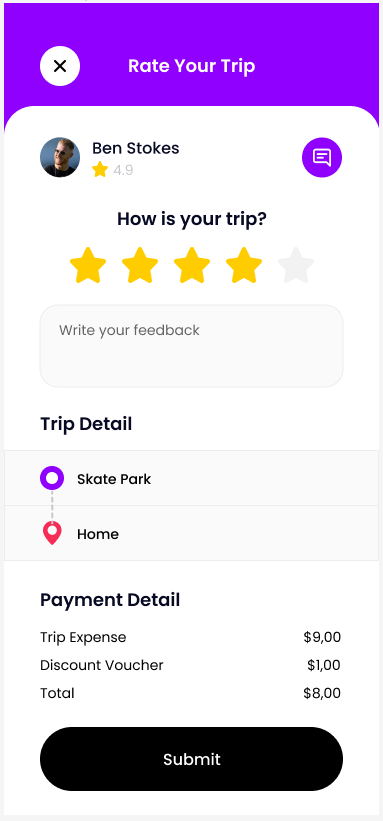 Rate Your Trip
Ben Stokes
4.9
How is your trip?
Write your feedback
Trip Detail
Skate Park
Home
Payment Detail
Trip Expense $9,00
Discount Voucher $1,00
Total $8,00
Submit